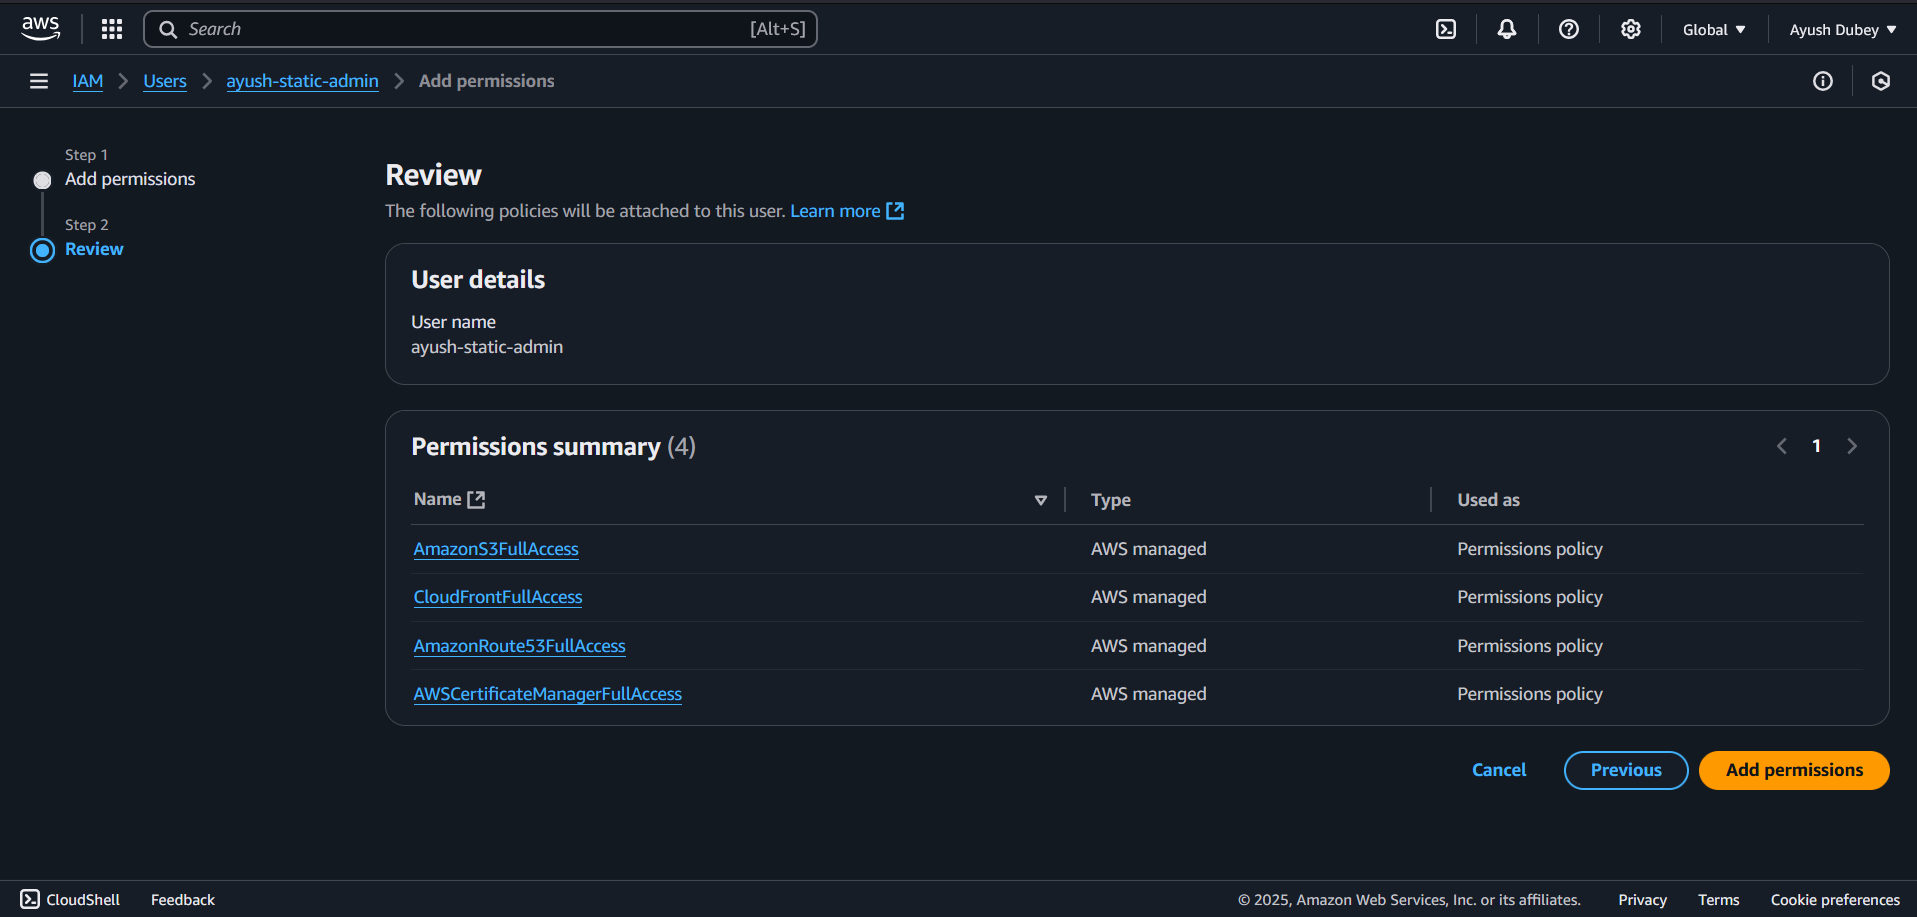 aws
Search [Alt+S]
Global
Ayush Dubey
IAM > Users > ayush-static-admin > Add permissions
Step 1
Add permissions
Step 2
Review
Review
The following policies will be attached to this user. Learn more
User details
User name
ayush-static-admin
Permissions summary (4)
1
Name Type Used as
AmazonS3FullAccess AWS managed Permissions policy
CloudFrontFullAccess AWS managed Permissions policy
AmazonRoute53FullAccess AWS managed Permissions policy
AWSCertificateManagerFullAccess AWS managed Permissions policy
Cancel Previous Add permissions
CloudShell Feedback © 2025, Amazon Web Services, Inc. or its affiliates. Privacy Terms Cookie preferences